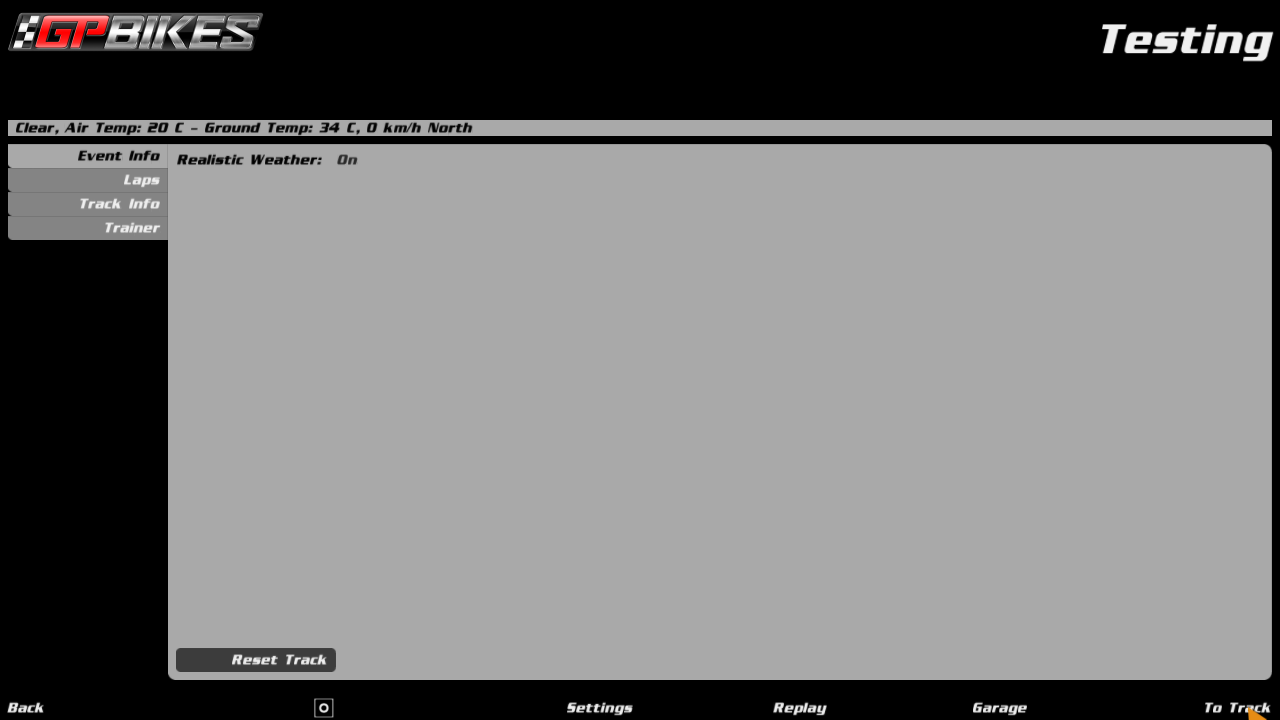 GPBIKES
Testing
Clear, Air Temp: 20 C - Ground Temp: 34 C, 0 km/h North
Event Info
Realistic Weather: On
Laps
Track Info
Trainer
Reset Track
Back
Settings
Replay
Garage
To Track